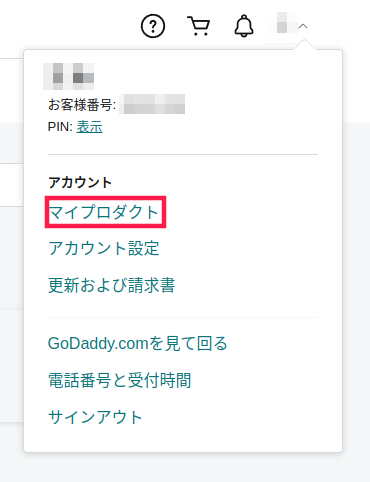 お客様番号:
PIN: 表示
アカウント
マイプロダクト
アカウント設定
更新および請求書
GoDaddy.comを見て回る
電話番号と受付時間
サインアウト